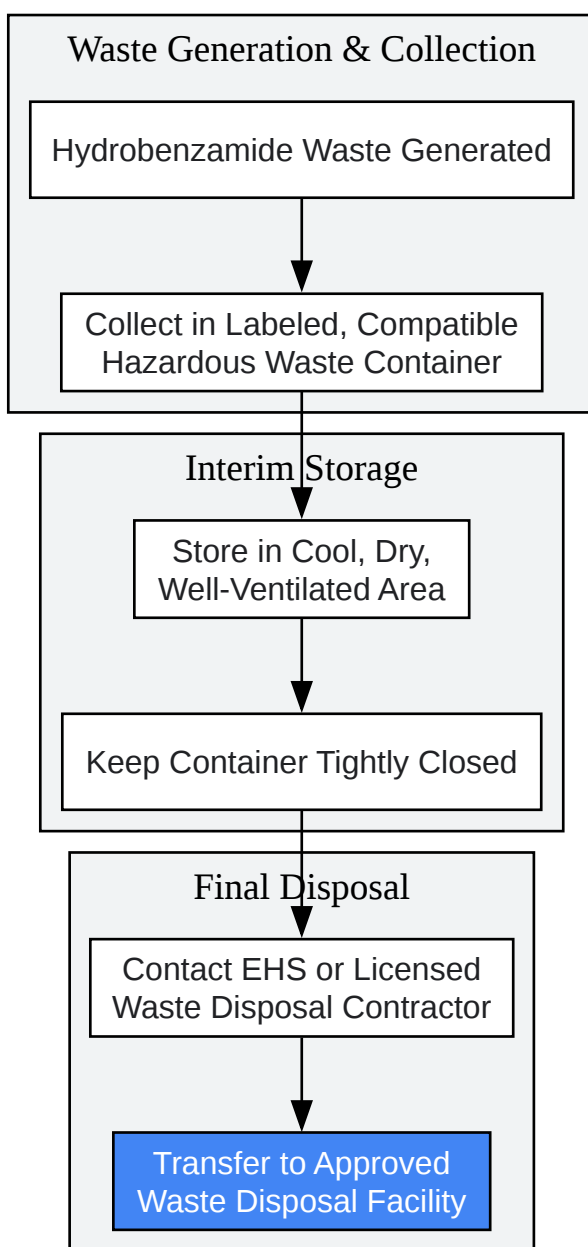 Waste Generation & Collection
Hydrobenzamide Waste Generated
Collect in Labeled, Compatible
Hazardous Waste Container
Interim Storage
Store in Cool, Dry,
Well-Ventilated Area
Keep Container Tightly Closed
Final Disposal
Contact EHS or Licensed
Waste Disposal Contractor
Transfer to Approved
Waste Disposal Facility